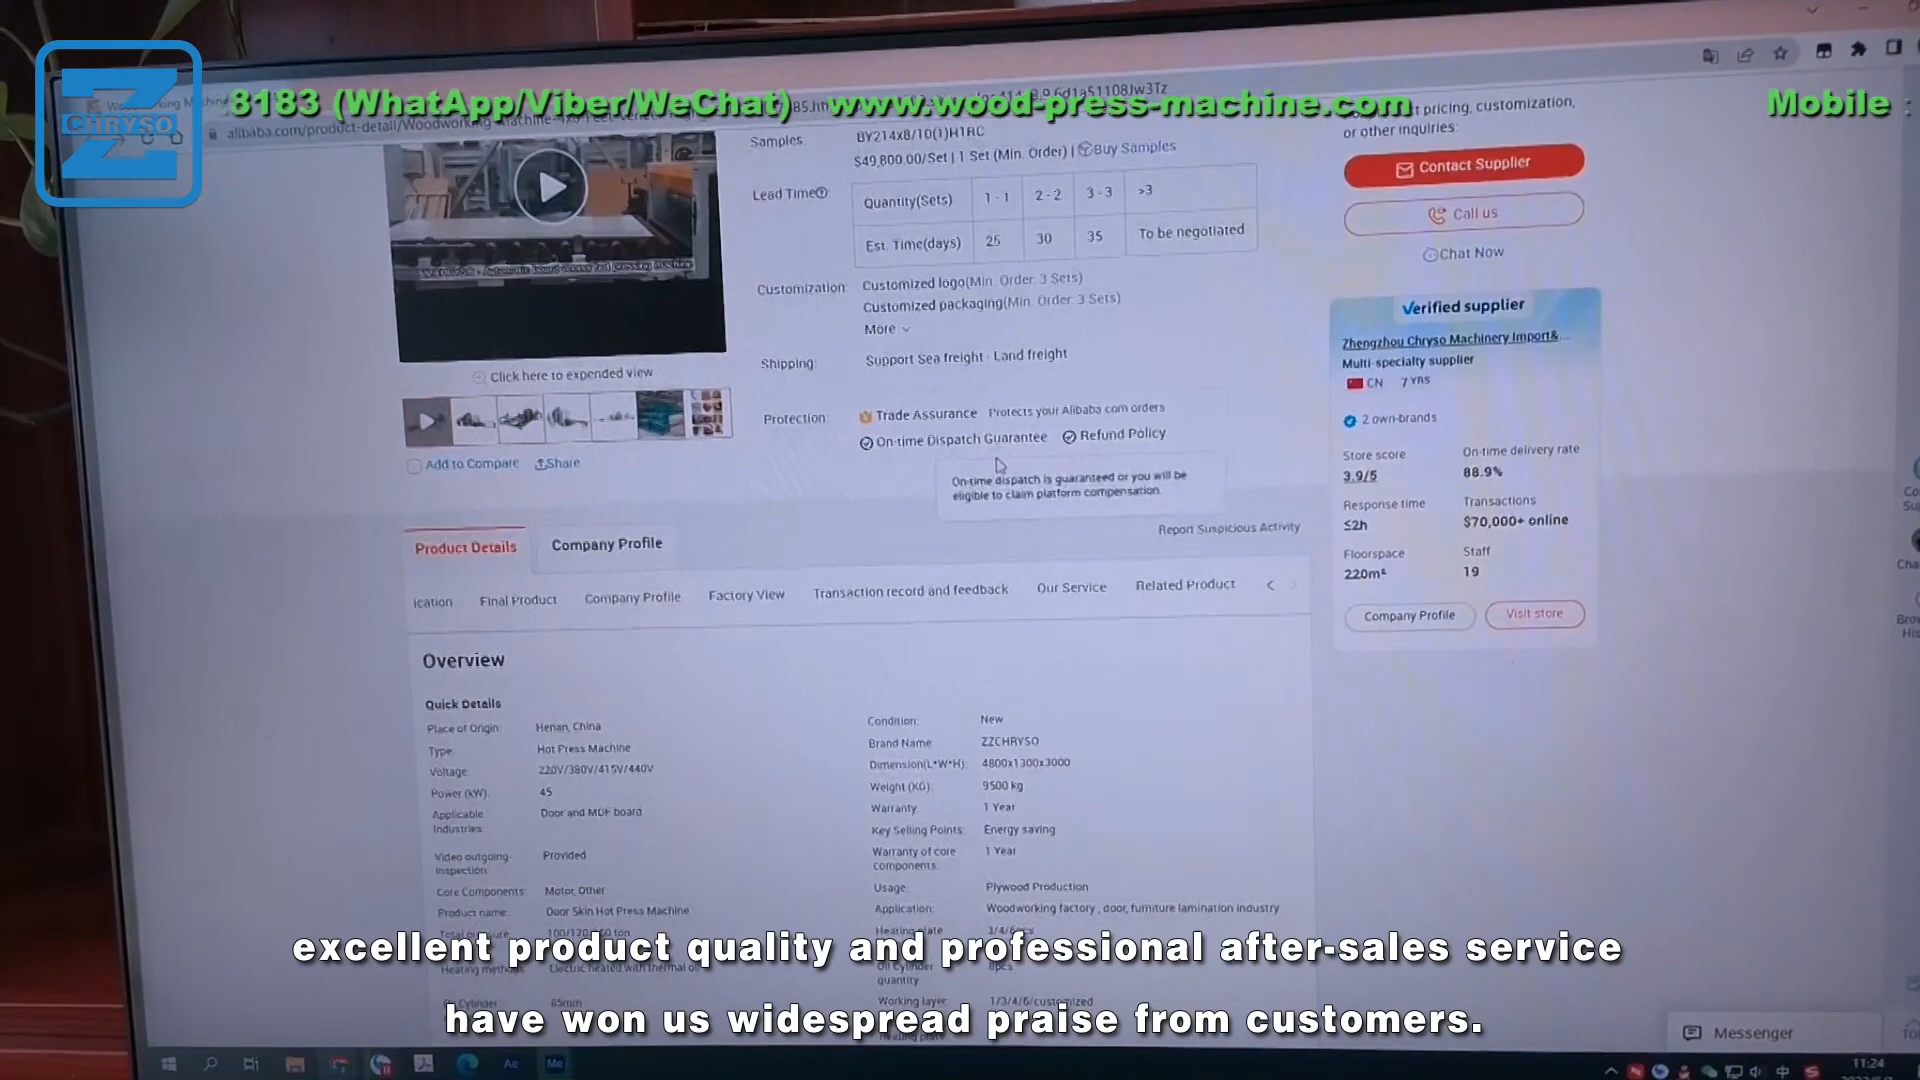 CHRYSO
8183 (WhatApp/Viber/WeChat) www.wood-press-machine.com
Mobile :
Samples
BY214x8/10(1)H1RC
$49,800.00/Set | 1 Set (Min. Order) | Buy Samples
Lead Time
Quantity(Sets) 1 - 1 2 - 2 3 - 3 >3
Est. Time(days) 25 30 35 To be negotiated
Customization: Customized logo(Min. Order: 3 Sets)
Customized packaging(Min. Order: 3 Sets)
More
Shipping: Support Sea freight · Land freight
Click here to expended view
Protection: Trade Assurance Protects your Alibaba.com orders
On-time Dispatch Guarantee Refund Policy
On-time dispatch is guaranteed or you will be
eligible to claim platform compensation
Add to Compare Share
Report Suspicious Activity
pricing, customization,
or other inquiries:
Contact Supplier
Call us
Chat Now
Verified supplier
Zhengzhou Chryso Machinery Import&...
Multi-specialty supplier
CN 7 YRS
2 own-brands
Store score On-time delivery rate
3.9/5 88.9%
Response time Transactions
≤2h $70,000+ online
Floorspace Staff
220m² 19
Company Profile Visit store
Product Details Company Profile
ication Final Product Company Profile Factory View Transaction record and feedback Our Service Related Product
Overview
Quick Details
Place of Origin: Henan, China
Type: Hot Press Machine
Voltage: 220V/380V/415V/440V
Power (kW): 45
Applicable Industries: Door and MDF board
Video outgoing-inspection: Provided
Core Components: Motor, Other
Product name: Door Skin Hot Press Machine
Condition: New
Brand Name: ZZCHRYSO
Dimension(L*W*H): 4800x1300x3000
Weight (KG): 9500 kg
Warranty: 1 Year
Key Selling Points: Energy saving
Warranty of core components: 1 Year
Usage: Plywood Production
Application: Woodworking factory , door, furniture lamination industry
quantity
Working layer: 1/3/4/6/customized
excellent product quality and professional after-sales service
have won us widespread praise from customers.
Messenger
11:24